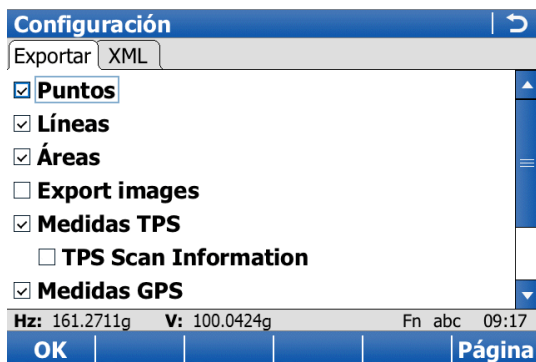 Configuración
Exportar XML
Puntos
Líneas
Áreas
Export images
Medidas TPS
TPS Scan Information
Medidas GPS
Hz: 161.2711g V: 100.0424g Fn abc 09:17
OK Página